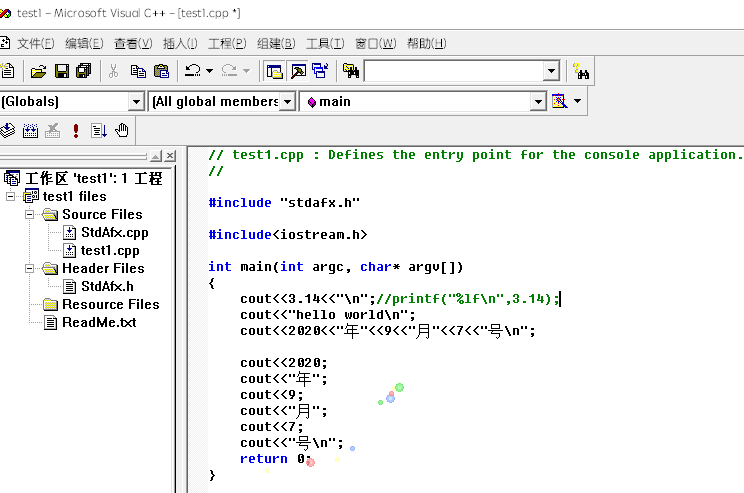 test1 - Microsoft Visual C++ - [test1.cpp *]
文件(F) 编辑(E) 查看(V) 插入(I) 工程(P) 组建(B) 工具(T) 窗口(W) 帮助(H)
(Globals) (All global members main
工作区 'test1': 1 工程
test1 files
Source Files
StdAfx.cpp
test1.cpp
Header Files
StdAfx.h
Resource Files
ReadMe.txt
// test1.cpp : Defines the entry point for the console application.
//
#include "stdafx.h"
#include<iostream.h>
int main(int argc, char* argv[])
{
cout<<3.14<<"\n";//printf("%lf\n",3.14);
cout<<"hello world\n";
cout<<2020<<"年"<<9<<"月"<<7<<"号\n";
cout<<2020;
cout<<"年";
cout<<9;
cout<<"月";
cout<<7;
cout<<"号\n";
return 0;
}